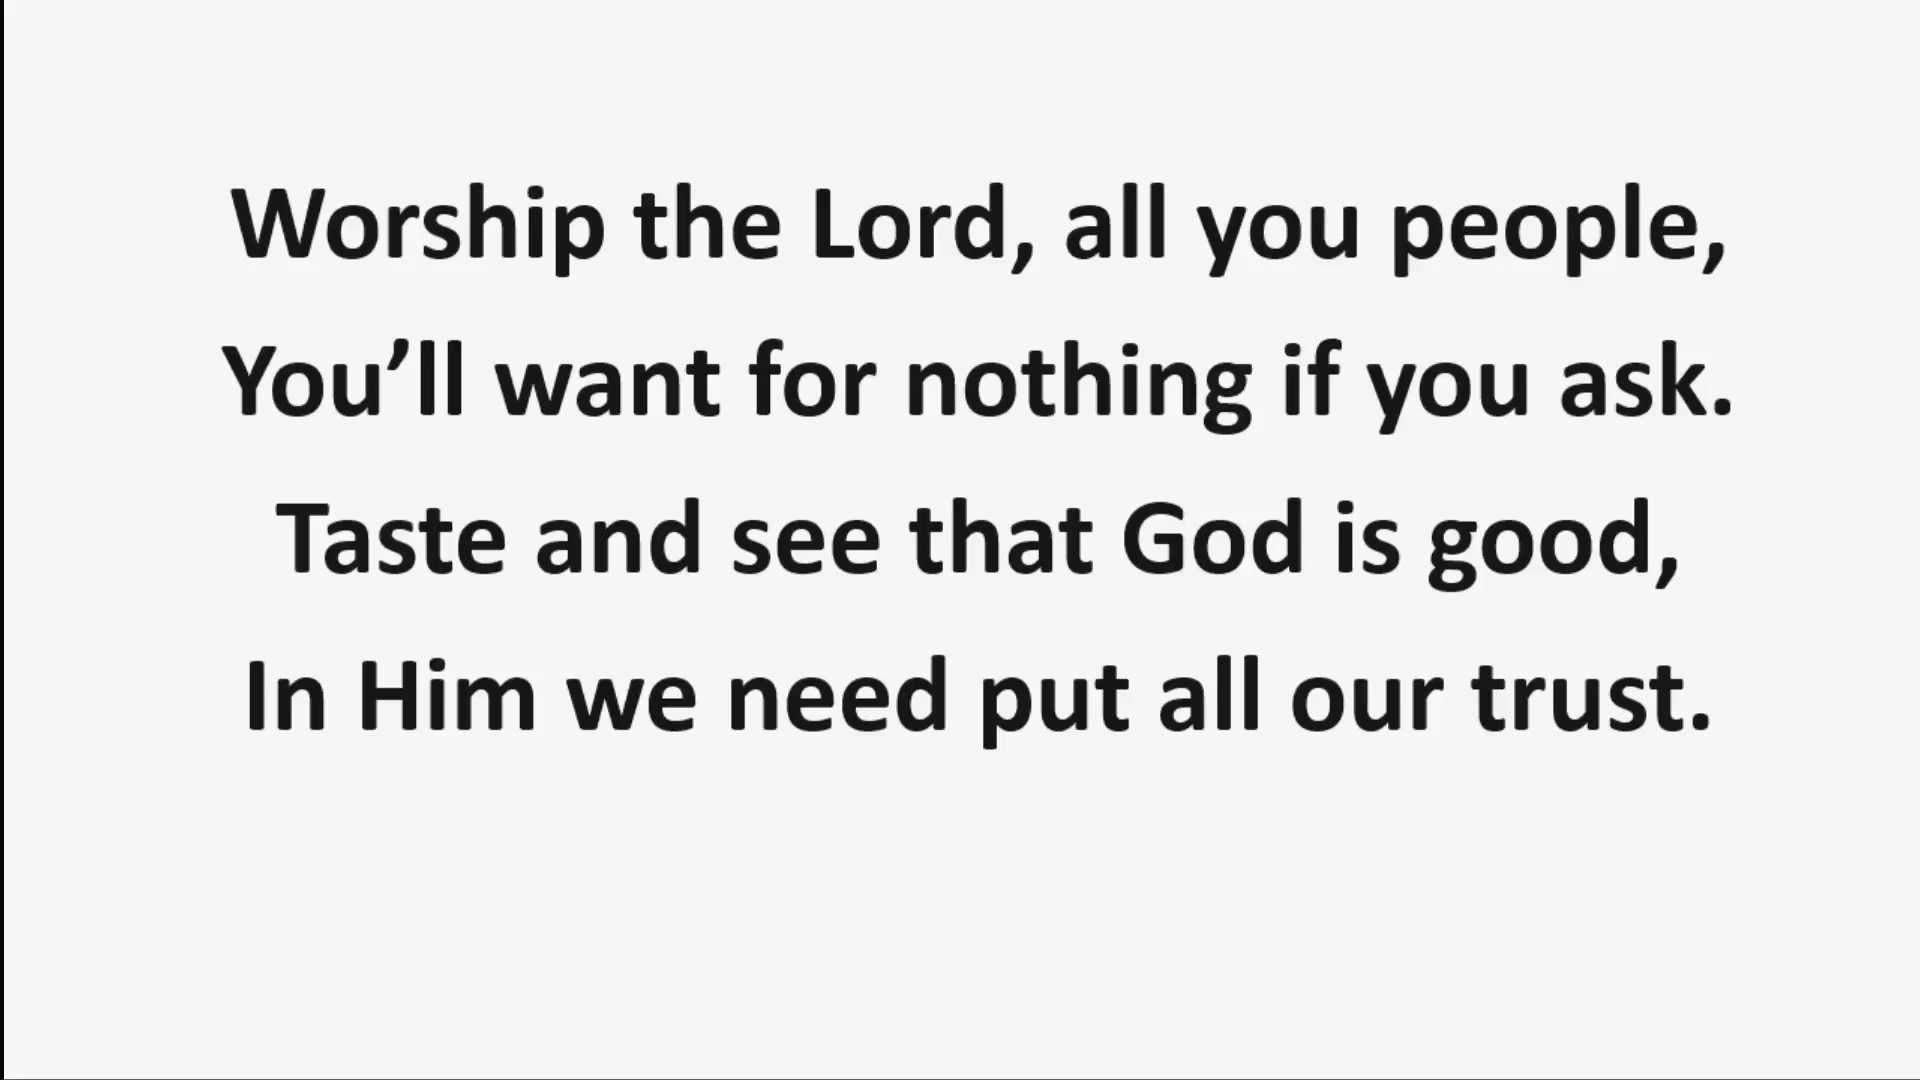 Worship the Lord, all you people,
You’ll want for nothing if you ask.
Taste and see that God is good,
In Him we need put all our trust.